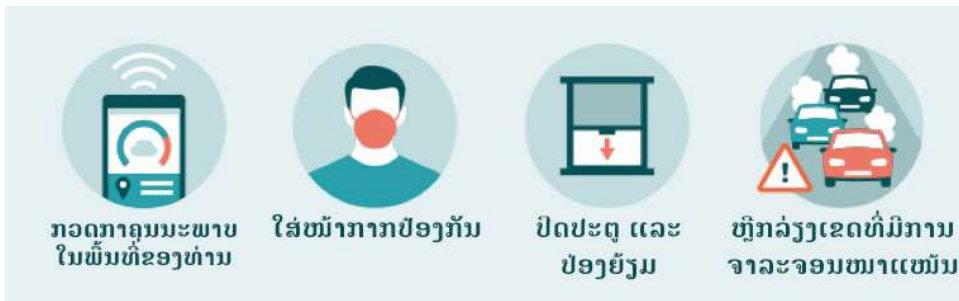 ກວດກາຄຸນນະພາບ
ໃນພື້ນທີ່ຂອງທ່ານ
ໃສ່ໜ້າກາກປ້ອງກັນ
ປິດປະຕູ ແລະ
ປ່ອງຢ້ຽມ
ຫຼີກລ່ຽງເຂດທີ່ມີການ
ຈາລະຈອນໜາແໜ້ນ